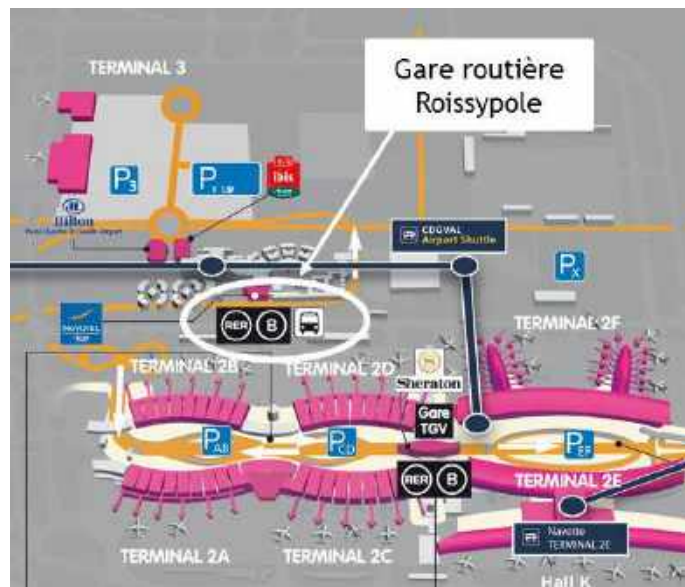 TERMINAL 3
Gare routière
Roissypole
P3
ibis
Hilton
CDGVAL
Airport Shuttle
PX
NOVOTEL
RER B
TERMINAL 2F
TERMINAL 2B
TERMINAL 2D
Sheraton
Gare
TGV
PAB
PCD
PEF
RER B
TERMINAL 2E
TERMINAL 2A
TERMINAL 2C
Navette
TERMINAL 2E
Hall K